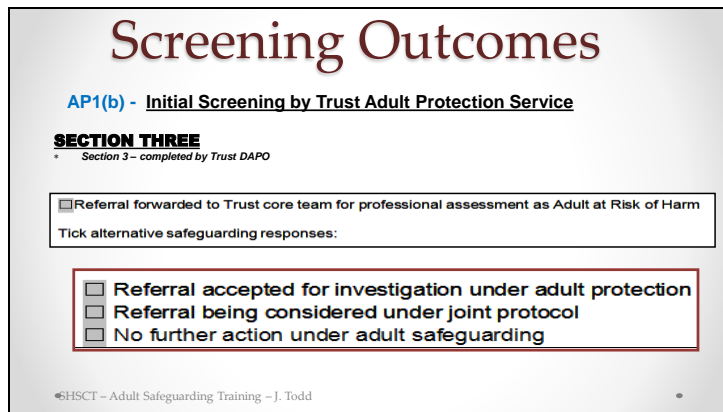 Screening Outcomes
AP1(b) - Initial Screening by Trust Adult Protection Service
SECTION THREE
* Section 3 – completed by Trust DAPO
Referral forwarded to Trust core team for professional assessment as Adult at Risk of Harm
Tick alternative safeguarding responses:
Referral accepted for investigation under adult protection
Referral being considered under joint protocol
No further action under adult safeguarding
SHSCT – Adult Safeguarding Training – J. Todd